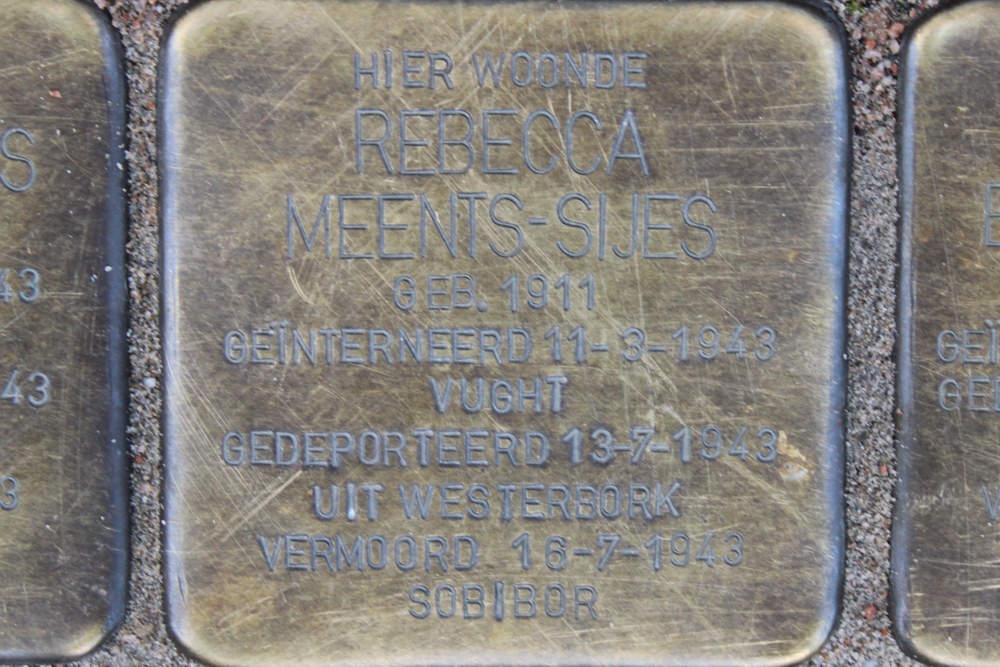 HIER WOONDE
REBECCA
MEENTS-SIJES
GEB. 1911
GEÏNTERNEERD 11-3-1943
VUGHT
GEDEPORTEERD 13-7-1943
UIT WESTERBORK
VERMOORD 16-7-1943
SOBIBOR